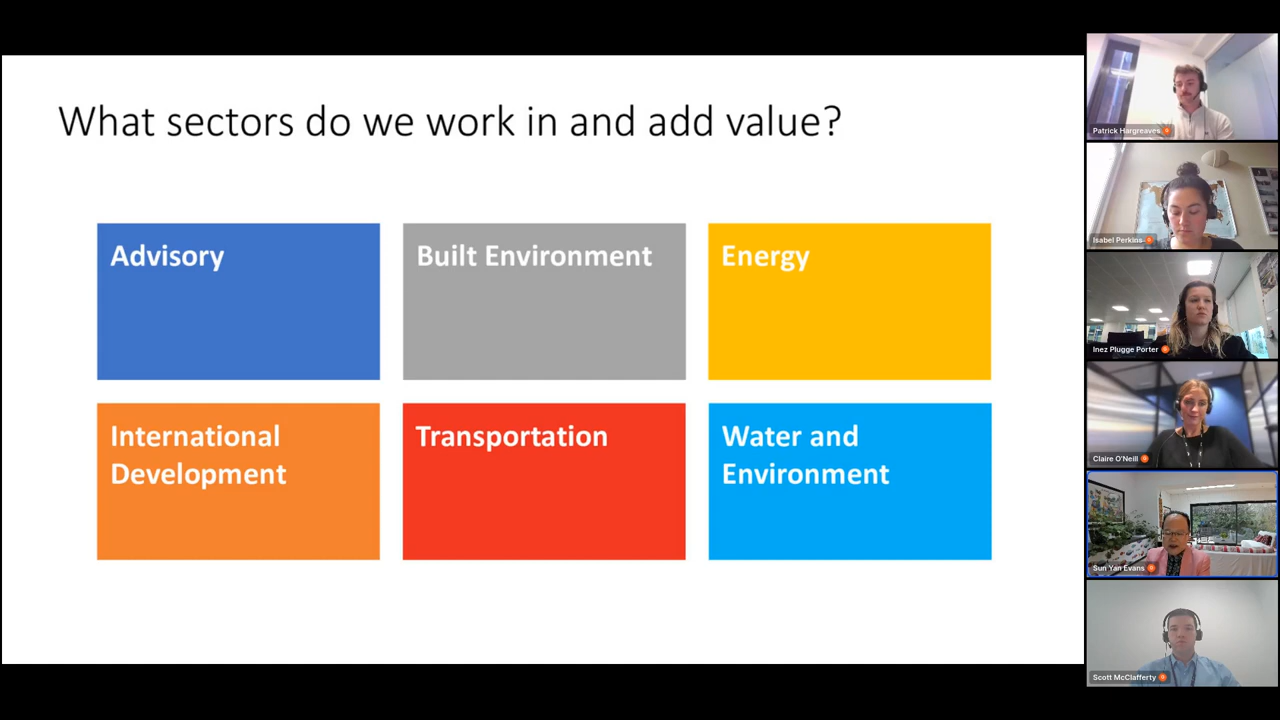 What sectors do we work in and add value?
Advisory
Built Environment
Energy
International
Development
Transportation
Water and
Environment
Patrick Hargreaves
Isabel Perkins
Inez Plugge Porter
Claire O'Neill
Sun Yan Evans
Scott McClafferty